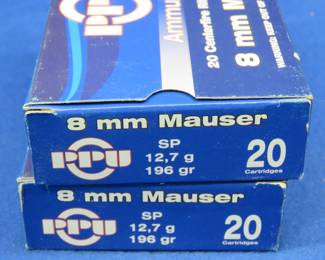 PPU
Ammu
20 Centerfire
8 mm M
8 mm Mauser
PPU
SP
12,7 g
196 gr
20
Cartridges
8 mm Mauser
PPU
SP
12,7 g
196 gr
20
Cartridges